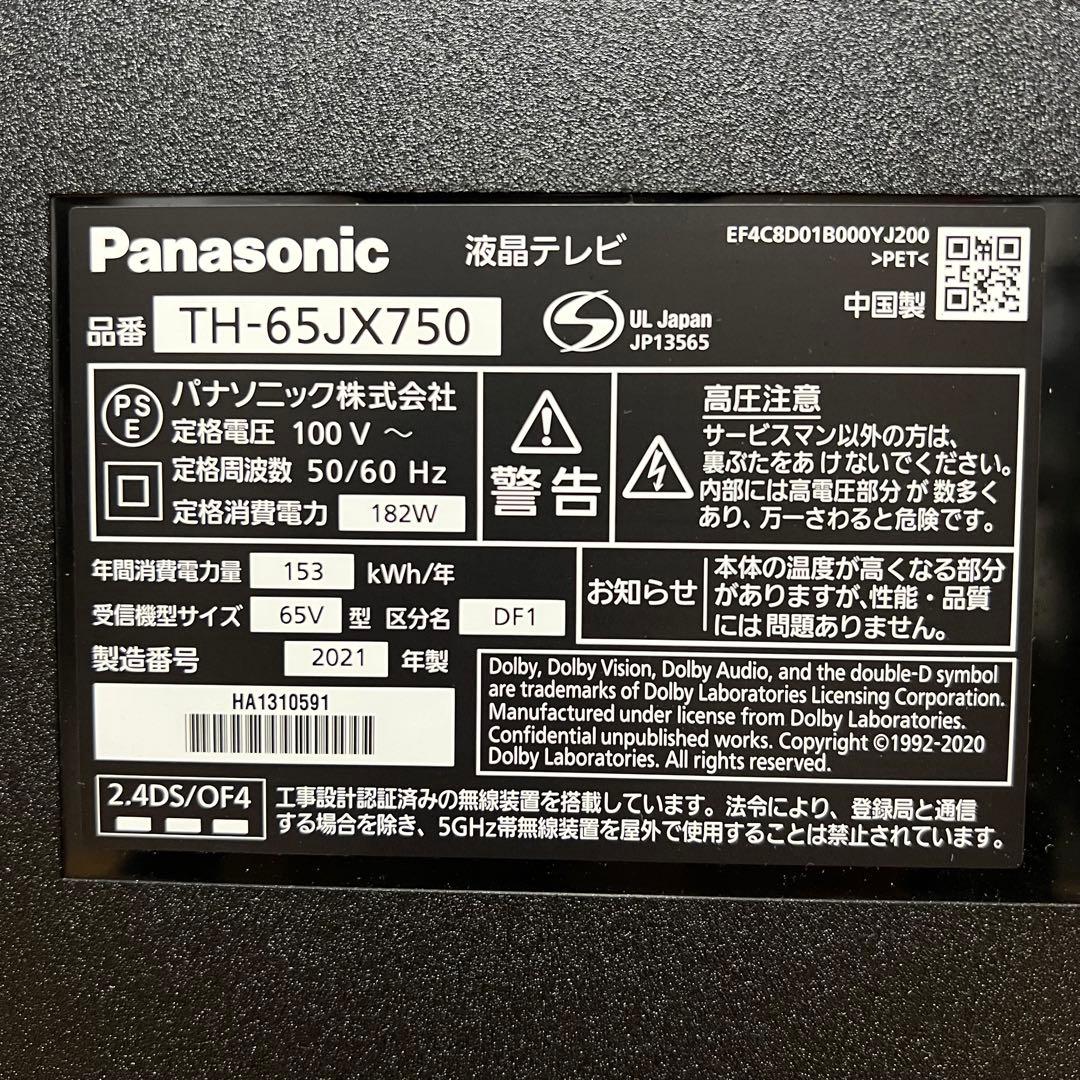 Panasonic 液晶テレビ
EF4C8D01B000YJ200
>PET<
中国製
品番 TH-65JX750
UL Japan
JP13565
PS
E
パナソニック株式会社
定格電圧 100 V ～
定格周波数 50/60 Hz
定格消費電力 182W
警告
高圧注意
サービスマン以外の方は、
裏ぶたをあけないでください。
内部には高電圧部分が数多く
あり、万一さわると危険です。
年間消費電力量 153 kWh/年
受信機型サイズ 65V 型 区分名 DF1
製造番号 2021 年製
HA1310591
お知らせ
本体の温度が高くなる部分
がありますが、性能・品質
には問題ありません。
Dolby, Dolby Vision, Dolby Audio, and the double-D symbol
are trademarks of Dolby Laboratories Licensing Corporation.
Manufactured under license from Dolby Laboratories.
Confidential unpublished works. Copyright ©1992-2020
Dolby Laboratories. All rights reserved.
2.4DS/OF4
工事設計認証済みの無線装置を搭載しています。法令により、登録局と通信
する場合を除き、5GHz帯無線装置を屋外で使用することは禁止されています。